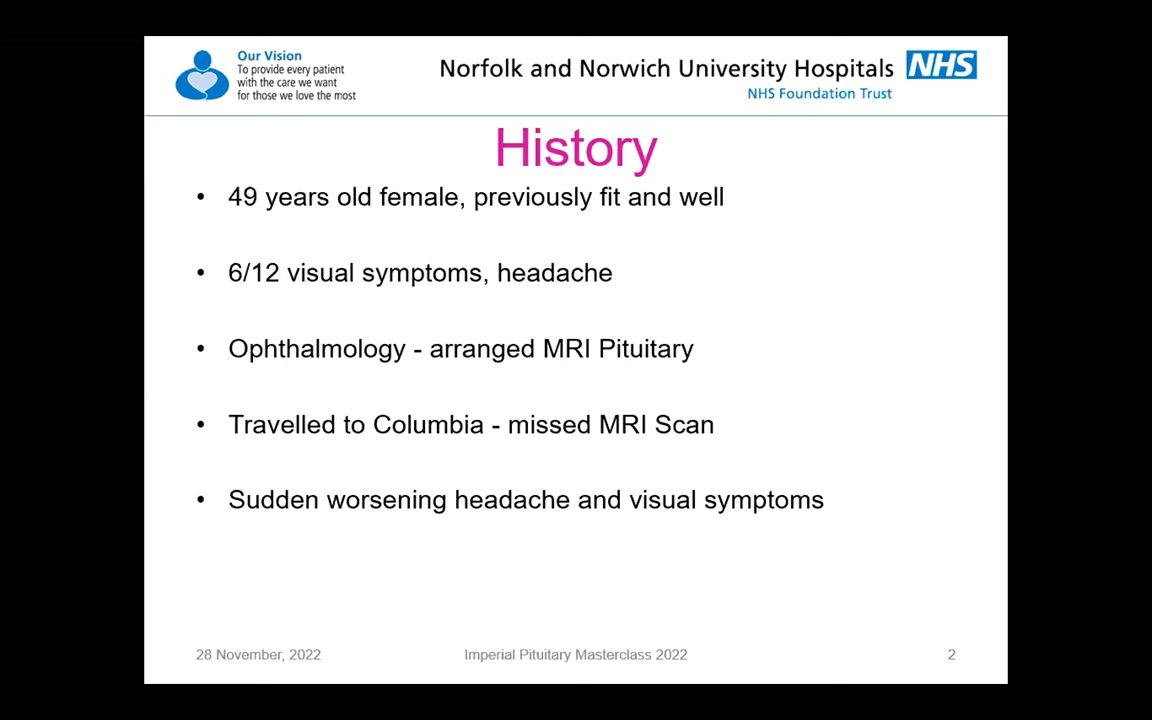 Our Vision
To provide every patient
with the care we want
for those we love the most
Norfolk and Norwich University Hospitals NHS
NHS Foundation Trust
History
• 49 years old female, previously fit and well
• 6/12 visual symptoms, headache
• Ophthalmology - arranged MRI Pituitary
• Travelled to Columbia - missed MRI Scan
• Sudden worsening headache and visual symptoms
28 November, 2022 Imperial Pituitary Masterclass 2022 2